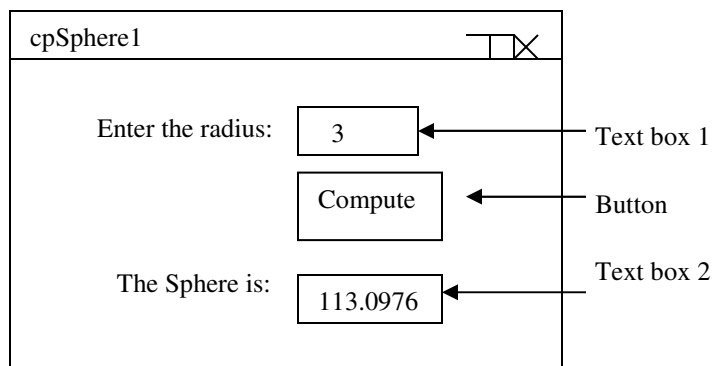 cpSphere1
Enter the radius: 3
Text box 1
Compute
Button
The Sphere is: 113.0976
Text box 2